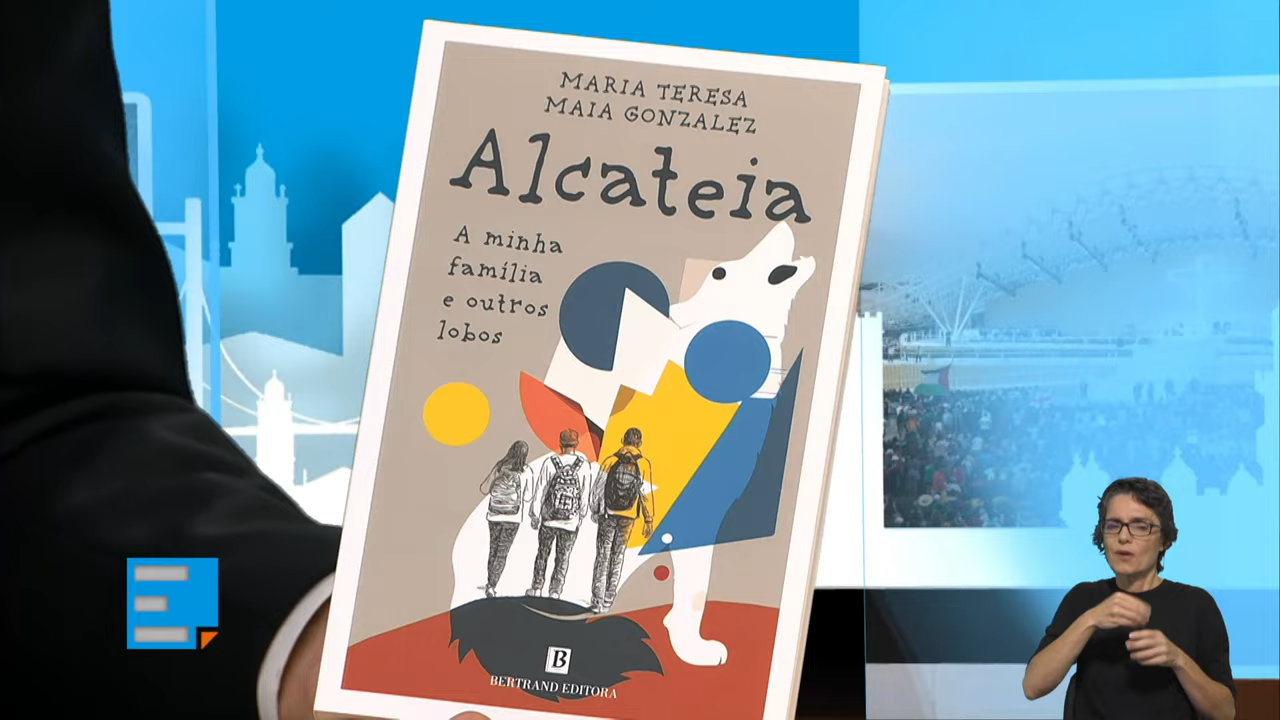 MARIA TERESA
MAIA GONZALEZ
Alcateia
A minha
família
e outros
lobos
B
BERTRAND EDITORA